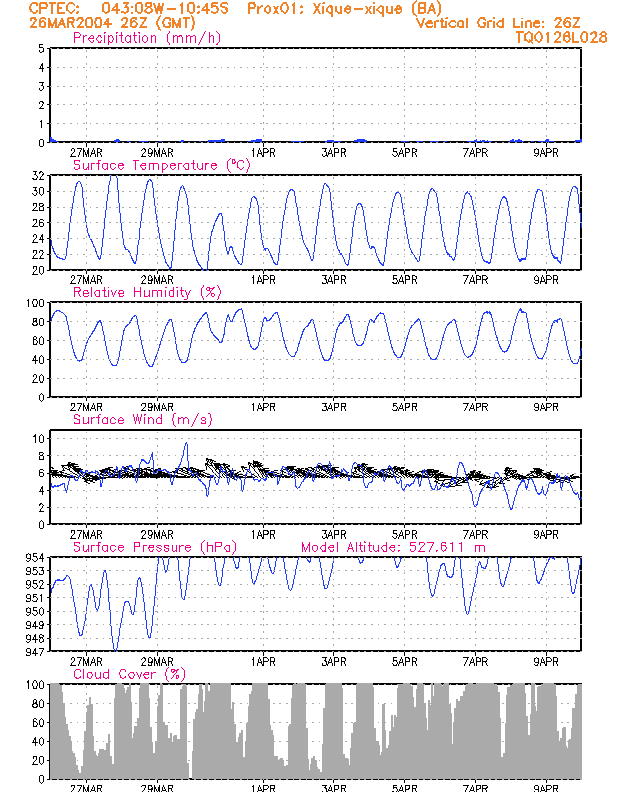 CPTEC: 043:08W-10:45S Prox01: Xique-xique (BA)
26MAR2004 26Z (GMT) Vertical Grid Line: 26Z
Precipitation (mm/h) TQ0126L028
5
4
3
2
1
0
27MAR 29MAR 1APR 3APR 5APR 7APR 9APR
Surface Temperature (ºC)
32
30
28
26
24
22
20
27MAR 29MAR 1APR 3APR 5APR 7APR 9APR
Relative Humidity (%)
100
80
60
40
20
0
27MAR 29MAR 1APR 3APR 5APR 7APR 9APR
Surface Wind (m/s)
10
8
6
4
2
0
27MAR 29MAR 1APR 3APR 5APR 7APR 9APR
Surface Pressure (hPa) Model Altitude: 527.611 m
954
953
952
951
950
949
948
947
27MAR 29MAR 1APR 3APR 5APR 7APR 9APR
Cloud Cover (%)
100
80
60
40
20
0
27MAR 29MAR 1APR 3APR 5APR 7APR 9APR